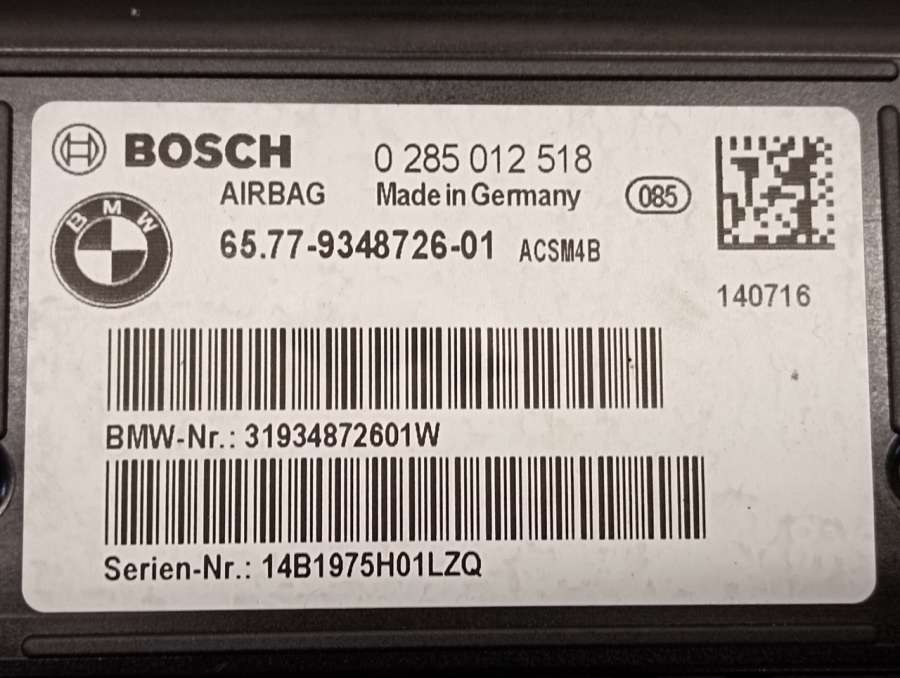 BOSCH 0 285 012 518
AIRBAG Made in Germany 085
BMW 65.77-9348726-01 ACSM4B
140716
BMW-Nr.: 31934872601W
Serien-Nr.: 14B1975H01LZQ